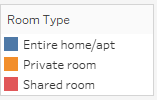 Room Type
Entire home/apt
Private room
Shared room